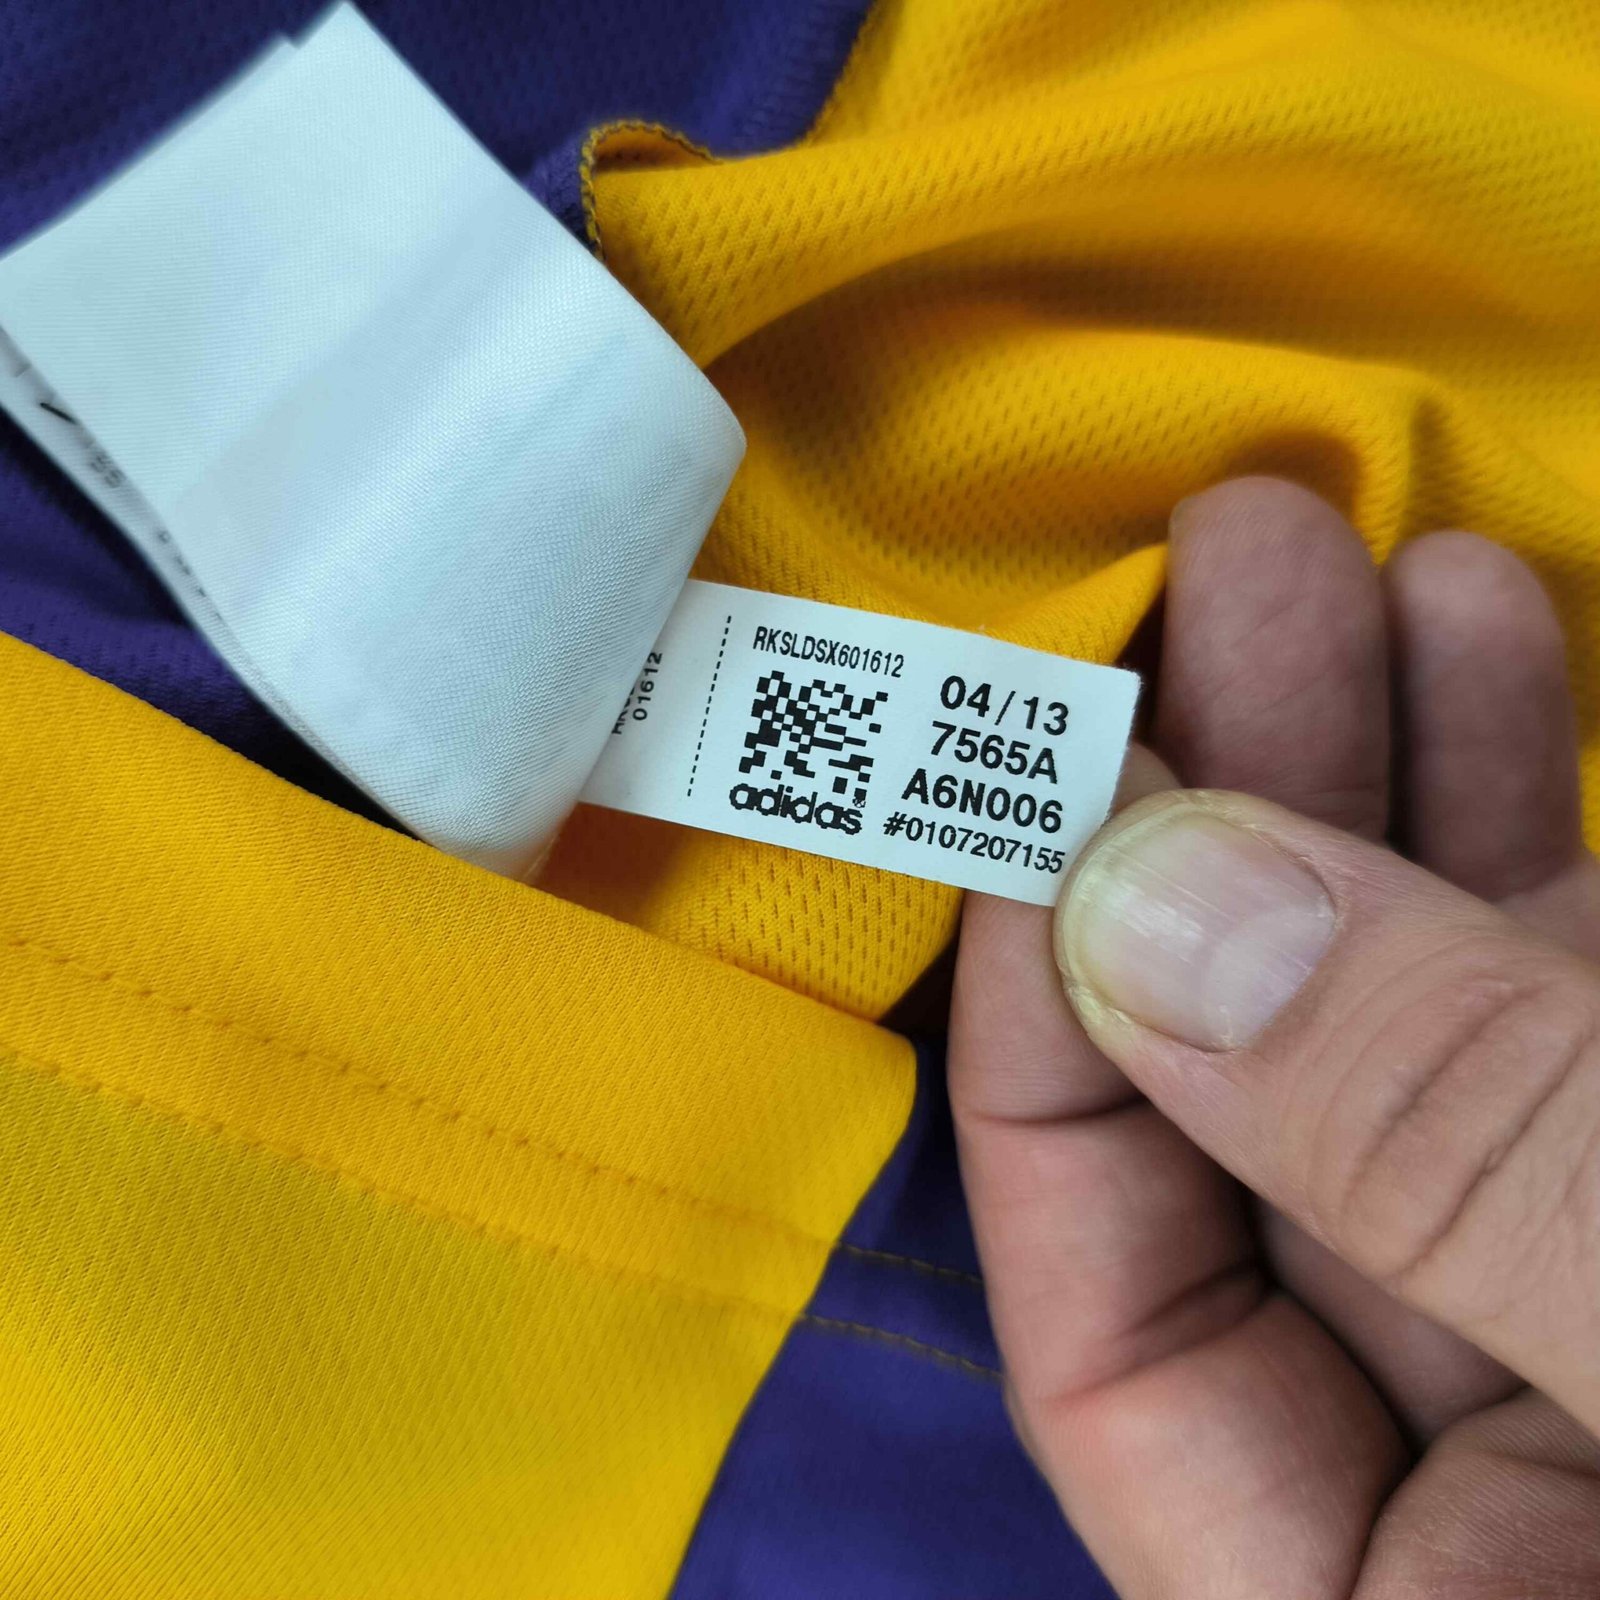 RKSLDSX601612
04/13
7565A
A6N006
adidas®
#0107207155
01612